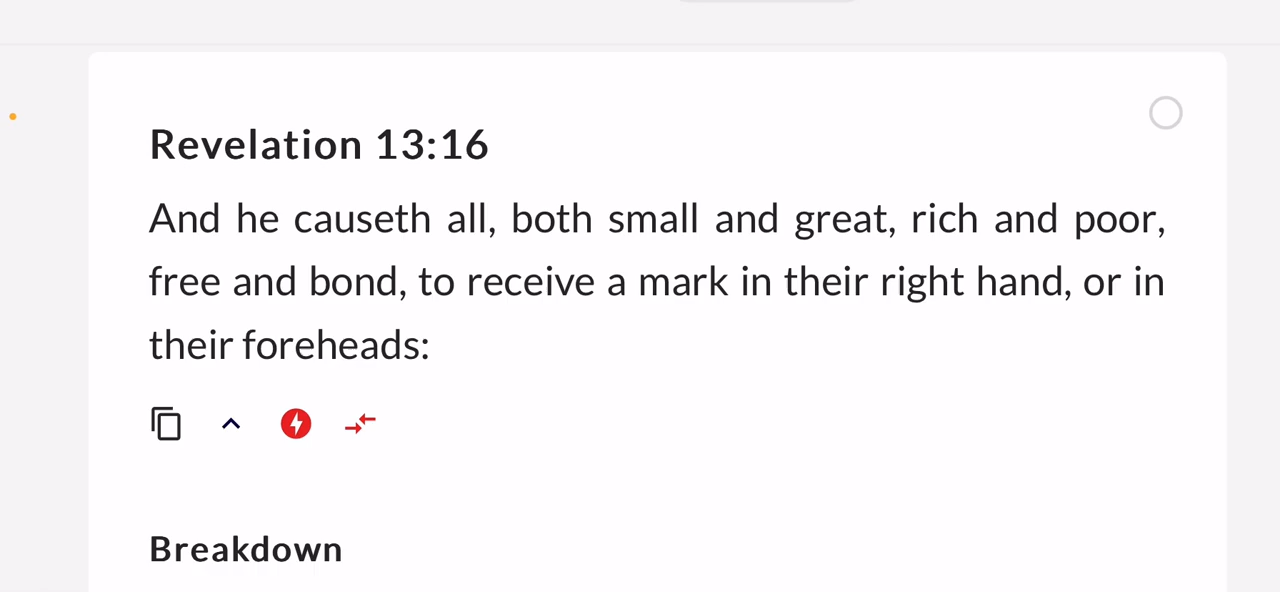 Revelation 13:16
And he causeth all, both small and great, rich and poor,
free and bond, to receive a mark in their right hand, or in
their foreheads:
Breakdown